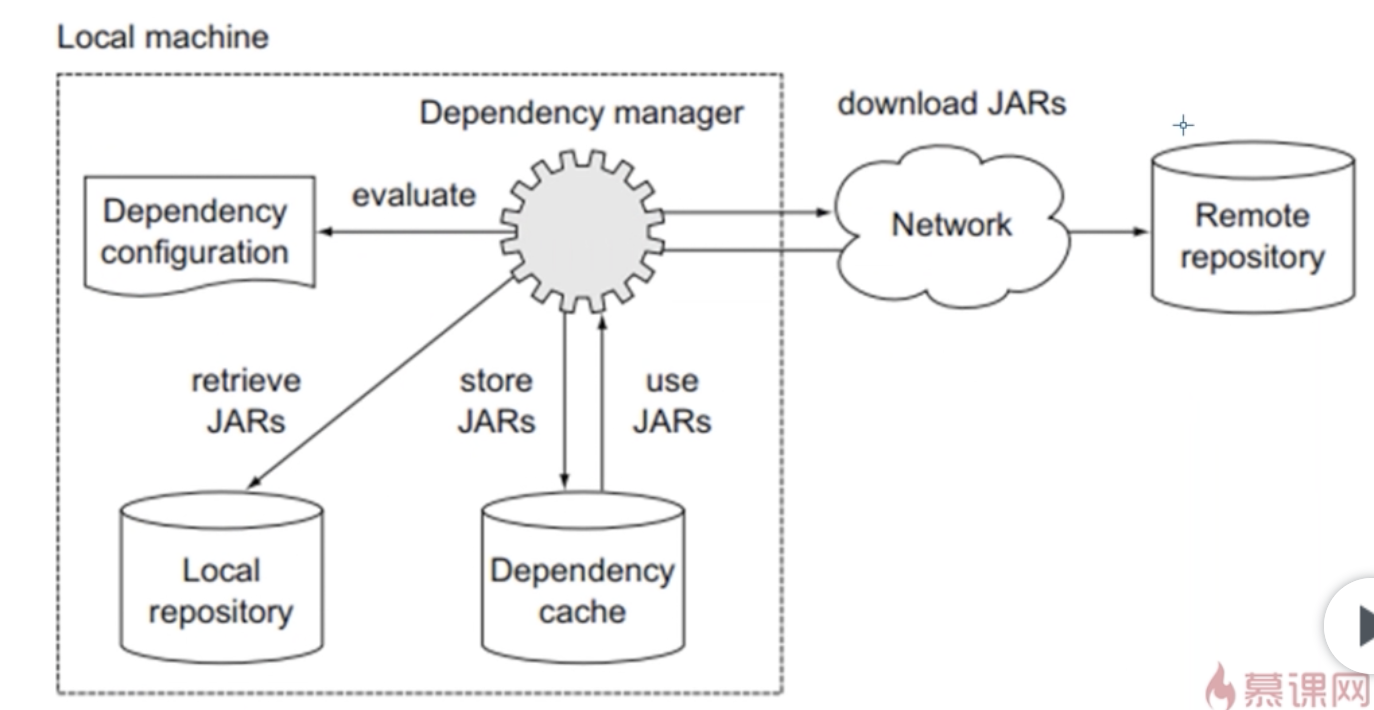 Local machine
Dependency manager
download JARs
Dependency
configuration
evaluate
Network
Remote
repository
retrieve
JARs
store
JARs
use
JARs
Local
repository
Dependency
cache
慕课网